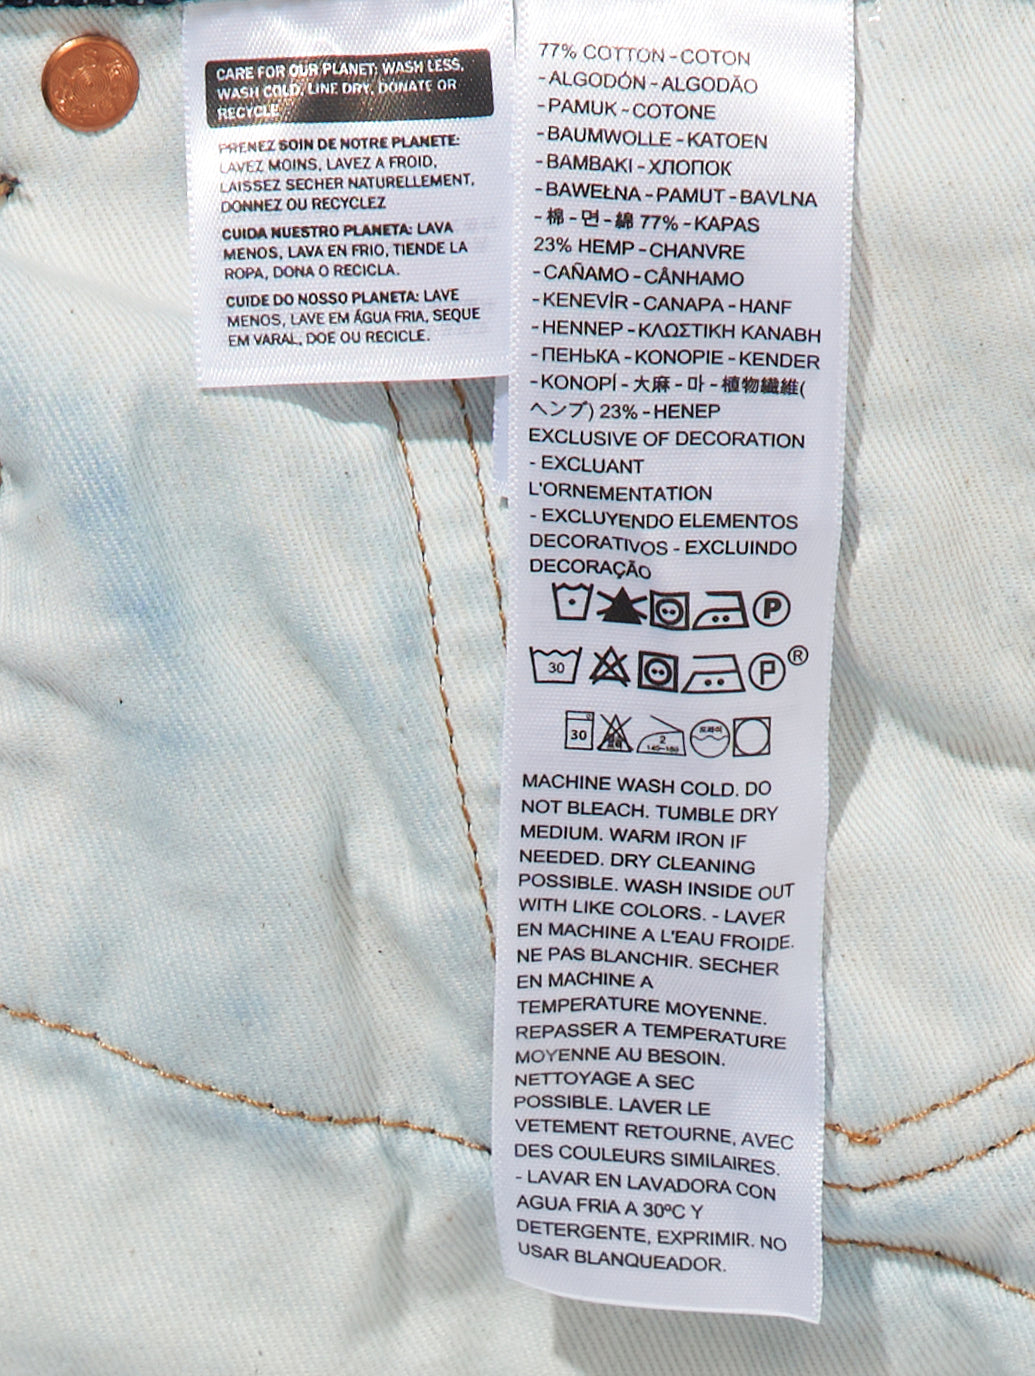 CARE FOR OUR PLANET: WASH LESS,
WASH COLD, LINE DRY, DONATE OR
RECYCLE.
PRENEZ SOIN DE NOTRE PLANETE:
LAVEZ MOINS, LAVEZ A FROID,
LAISSEZ SECHER NATURELLEMENT,
DONNEZ OU RECYCLEZ
CUIDA NUESTRO PLANETA: LAVA
MENOS, LAVA EN FRIO, TIENDE LA
ROPA, DONA O RECICLA.
CUIDE DO NOSSO PLANETA: LAVE
MENOS, LAVE EM ÁGUA FRIA, SEQUE
EM VARAL, DOE OU RECICLE.
77% COTTON - COTON
- ALGODÓN - ALGODÃO
- PAMUK - COTONE
- BAUMWOLLE - KATOEN
- BAMBAKI - ХЛОПОК
- BAWEŁNA - PAMUT - BAVLNA
- 棉 - 면 - 綿 77% - KAPAS
23% HEMP - CHANVRE
- CAÑAMO - CÂNHAMO
- KENEVİR - CANAPA - HANF
- HENNEP - ΚΛΩΣΤΙΚΗ ΚΑΝΑΒΗ
- ПЕНЬКА - KONOPIE - KENDER
- KONOPÍ - 大麻 - 마 - 植物繊維(
ヘンプ) 23% - HENEP
EXCLUSIVE OF DECORATION
- EXCLUANT
L'ORNEMENTATION
- EXCLUYENDO ELEMENTOS
DECORATIVOS - EXCLUINDO
DECORAÇÃO
P
30 P ®
30 2 드라이
MACHINE WASH COLD. DO
NOT BLEACH. TUMBLE DRY
MEDIUM. WARM IRON IF
NEEDED. DRY CLEANING
POSSIBLE. WASH INSIDE OUT
WITH LIKE COLORS. - LAVER
EN MACHINE A L'EAU FROIDE.
NE PAS BLANCHIR. SECHER
EN MACHINE A
TEMPERATURE MOYENNE.
REPASSER A TEMPERATURE
MOYENNE AU BESOIN.
NETTOYAGE A SEC
POSSIBLE. LAVER LE
VETEMENT RETOURNE, AVEC
DES COULEURS SIMILAIRES.
- LAVAR EN LAVADORA CON
AGUA FRIA A 30ºC Y
DETERGENTE, EXPRIMIR. NO
USAR BLANQUEADOR.